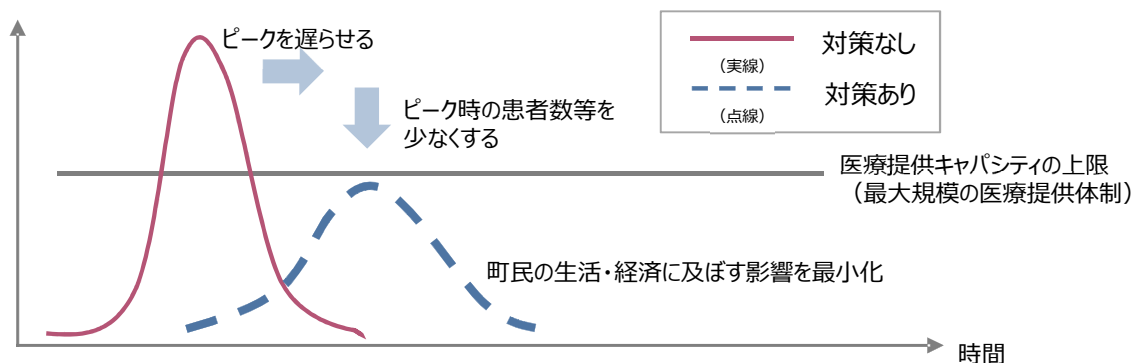 ピークを遅らせる
ピーク時の患者数等を
少なくする
対策なし
(実線)
対策あり
(点線)
医療提供キャパシティの上限
（最大規模の医療提供体制）
町民の生活・経済に及ぼす影響を最小化
時間